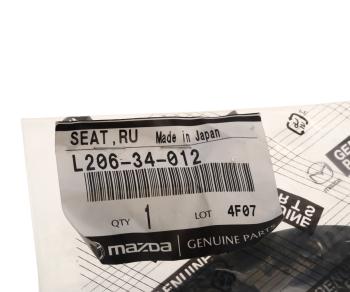 SEAT,RU Made in Japan
L206-34-012
QTY 1 LOT 4F07
mazda GENUINE PARTS